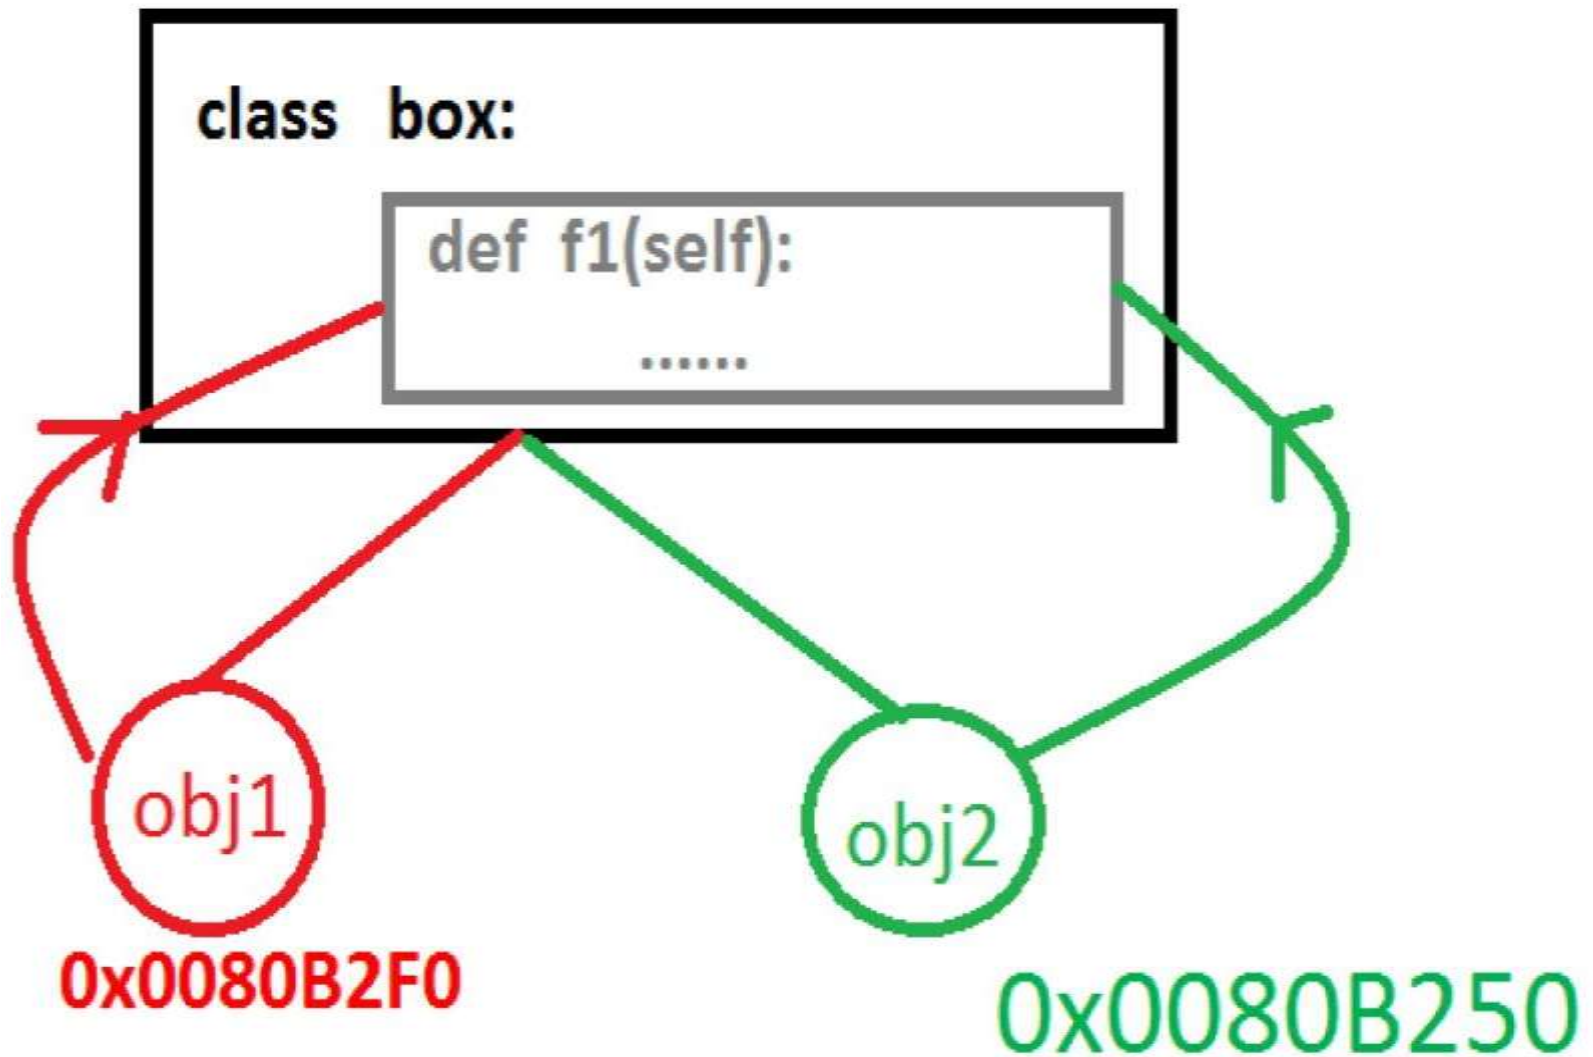 class box:
def f1(self):
......
obj1
obj2
0x0080B2F0
0x0080B250